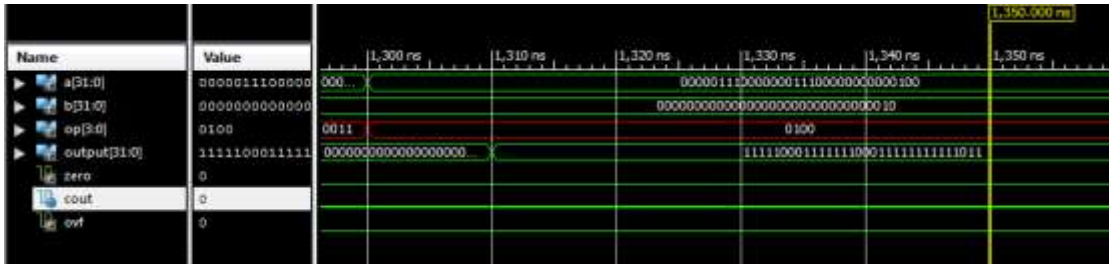 1,350.000 ns
Name Value 1,300 ns 1,310 ns 1,320 ns 1,330 ns 1,340 ns 1,350 ns
a[31:0] 0000011100000 000... 00000111000000011100000000000100
b[31:0] 0000000000000 00000000000000000000000000000010
op[3:0] 0100 0011 0100
output[31:0] 1111100011111 0000000000000000000... 11111000111111100011111111111011
zero 0
cout 0
ovf 0